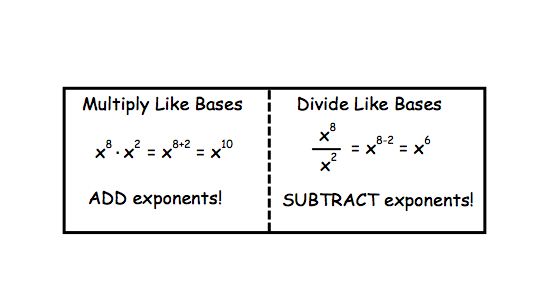 Multiply Like Bases
x⁸ · x² = x⁸⁺² = x¹⁰
ADD exponents!
Divide Like Bases
x⁸/x² = x⁸⁻² = x⁶
SUBTRACT exponents!